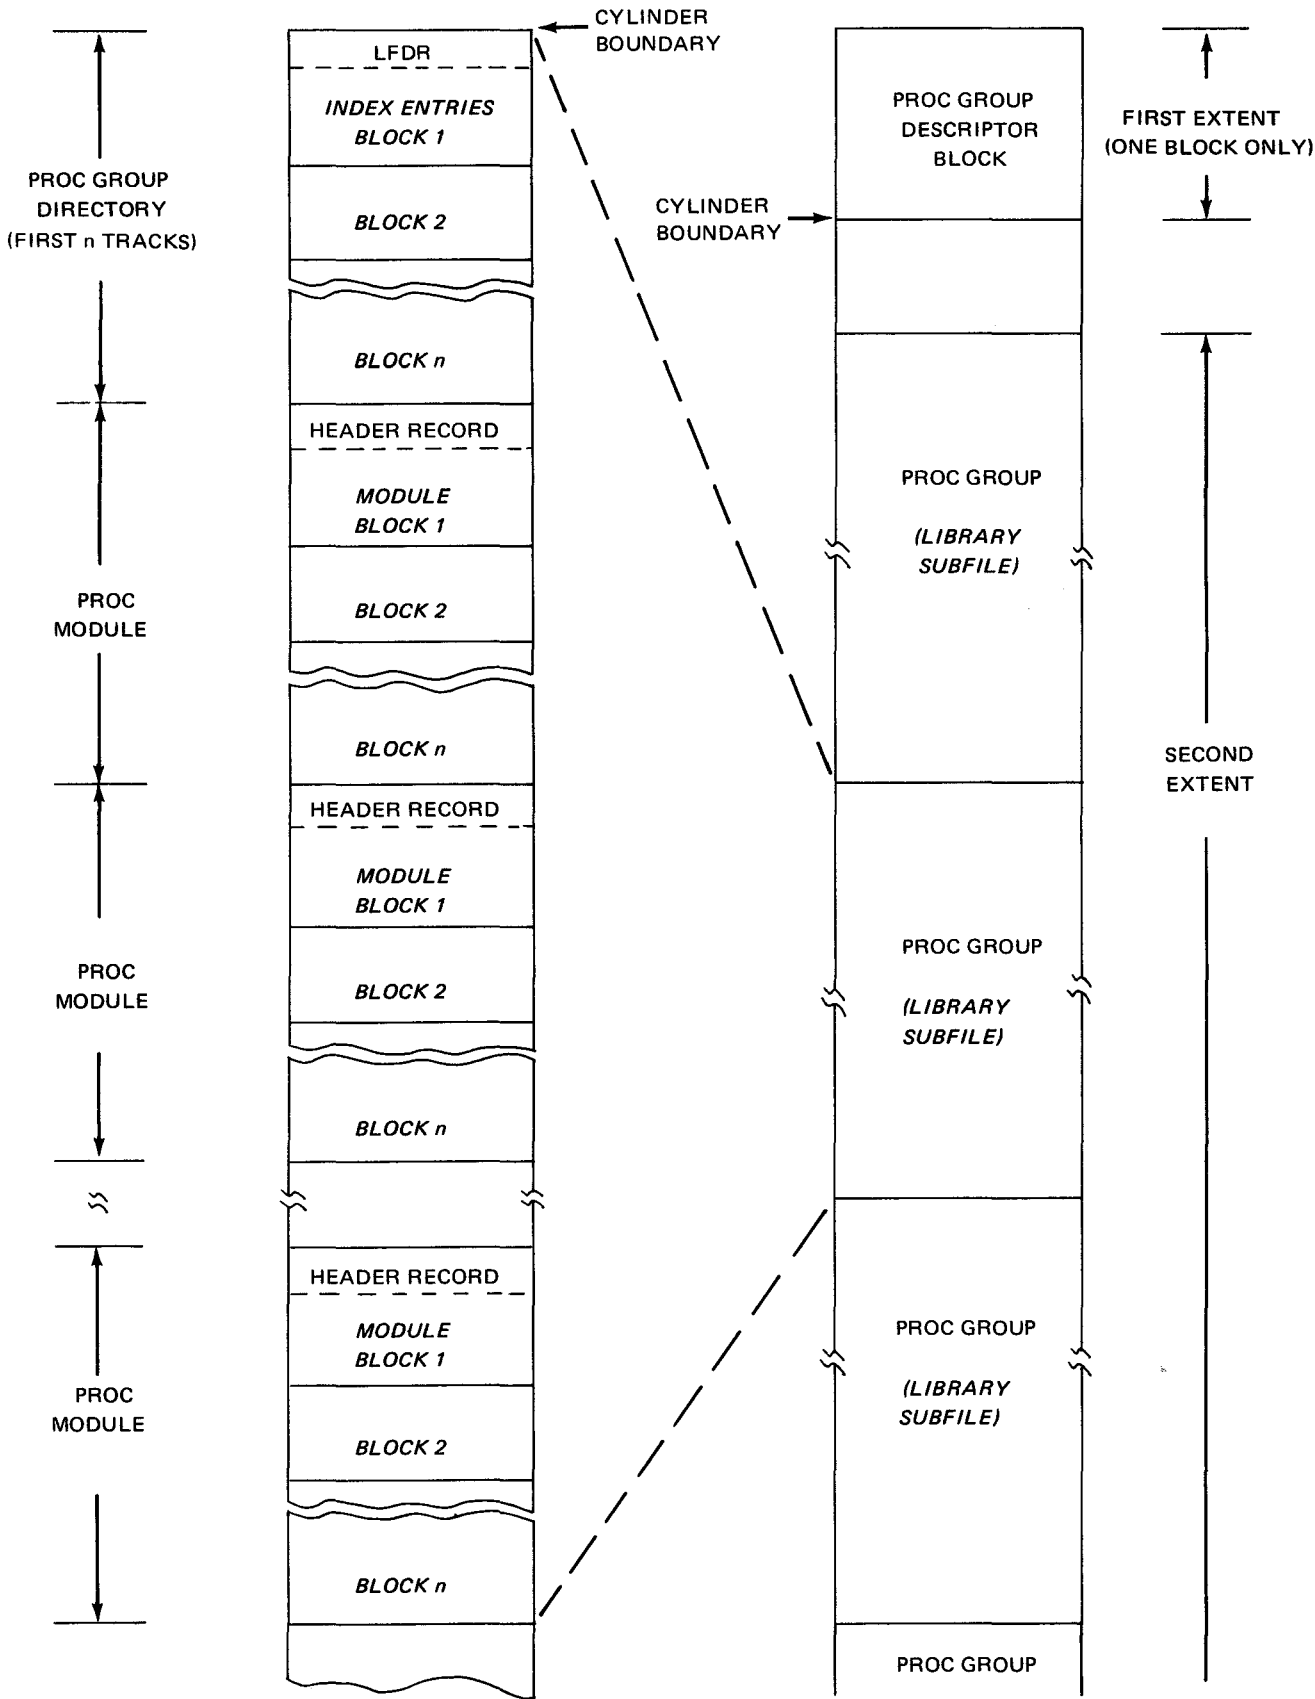 CYLINDER
BOUNDARY
LFDR
INDEX ENTRIES
BLOCK 1
BLOCK 2
BLOCK n
HEADER RECORD
MODULE
BLOCK 1
BLOCK 2
BLOCK n
HEADER RECORD
MODULE
BLOCK 1
BLOCK 2
BLOCK n
HEADER RECORD
MODULE
BLOCK 1
BLOCK 2
BLOCK n
PROC GROUP
DIRECTORY
(FIRST n TRACKS)
PROC
MODULE
PROC
MODULE
PROC
MODULE
PROC GROUP
DESCRIPTOR
BLOCK
FIRST EXTENT
(ONE BLOCK ONLY)
CYLINDER
BOUNDARY
PROC GROUP
(LIBRARY
SUBFILE)
SECOND
EXTENT
PROC GROUP
(LIBRARY
SUBFILE)
PROC GROUP
(LIBRARY
SUBFILE)
PROC GROUP